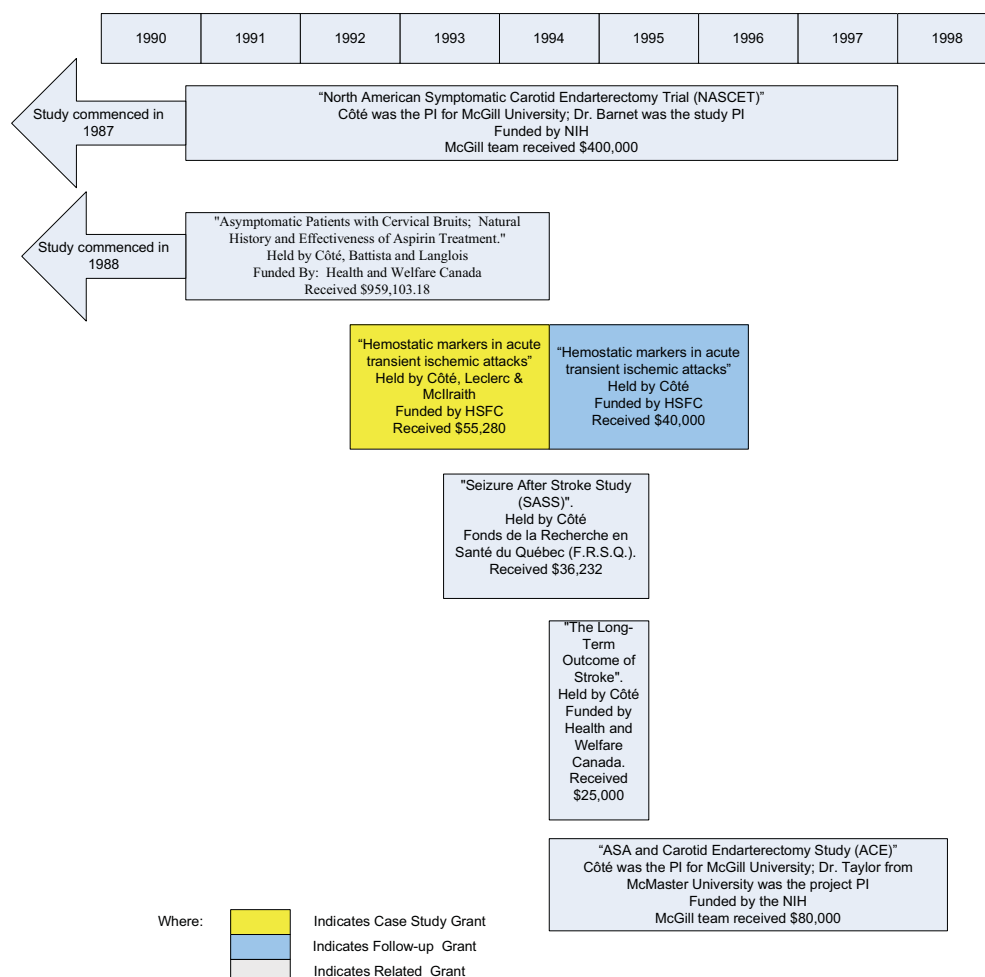 1990 1991 1992 1993 1994 1995 1996 1997 1998
Study commenced in
1987
“North American Symptomatic Carotid Endarterectomy Trial (NASCET)”
Côté was the PI for McGill University; Dr. Barnet was the study PI
Funded by NIH
McGill team received $400,000
Study commenced in
1988
"Asymptomatic Patients with Cervical Bruits; Natural
History and Effectiveness of Aspirin Treatment."
Held by Côté, Battista and Langlois
Funded By: Health and Welfare Canada
Received $959,103.18
“Hemostatic markers in acute
transient ischemic attacks”
Held by Côté, Leclerc &
McIlraith
Funded by HSFC
Received $55,280
“Hemostatic markers in acute
transient ischemic attacks”
Held by Côté
Funded by HSFC
Received $40,000
"Seizure After Stroke Study
(SASS)".
Held by Côté
Fonds de la Recherche en
Santé du Québec (F.R.S.Q.).
Received $36,232
"The Long-
Term
Outcome of
Stroke".
Held by Côté
Funded by
Health and
Welfare
Canada.
Received
$25,000
“ASA and Carotid Endarterectomy Study (ACE)”
Côté was the PI for McGill University; Dr. Taylor from
McMaster University was the project PI
Funded by the NIH
McGill team received $80,000
Where:
Indicates Case Study Grant
Indicates Follow-up Grant
Indicates Related Grant